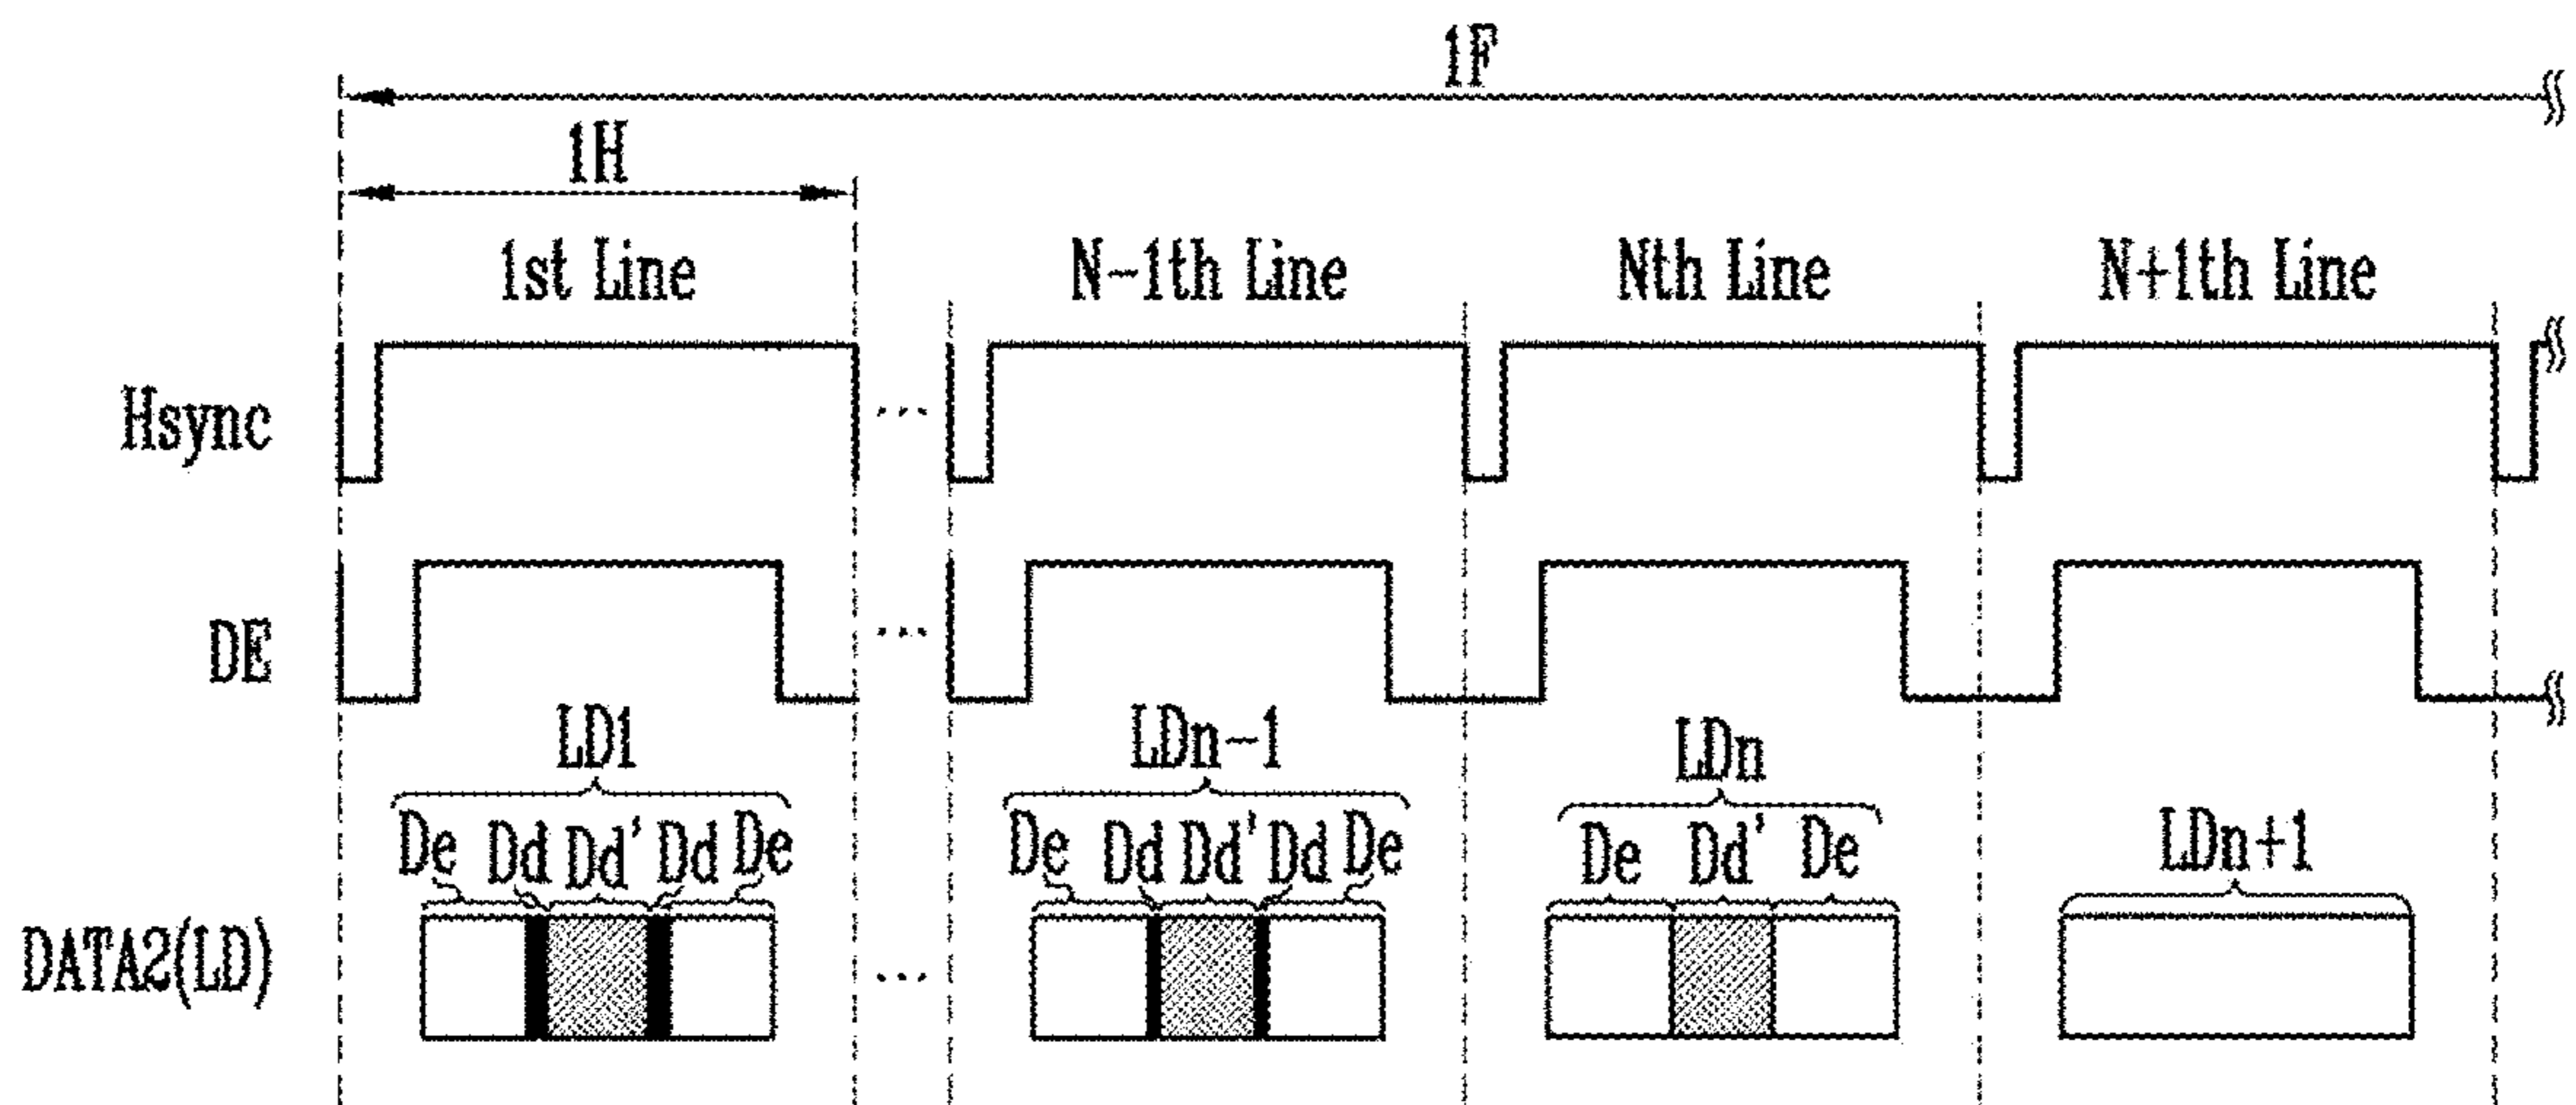 1F
1H
1st Line N-1th Line Nth Line N+1th Line
Hsync ...
DE ...
LD1 LDn-1 LDn
De Dd Dd' Dd De De Dd Dd' Dd De De Dd' De LDn+1
DATA2(LD) ...